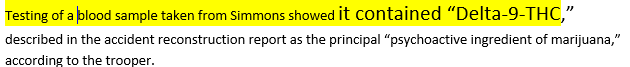 Testing of a blood sample taken from Simmons showed it contained “Delta-9-THC,”
described in the accident reconstruction report as the principal “psychoactive ingredient of marijuana,”
according to the trooper.